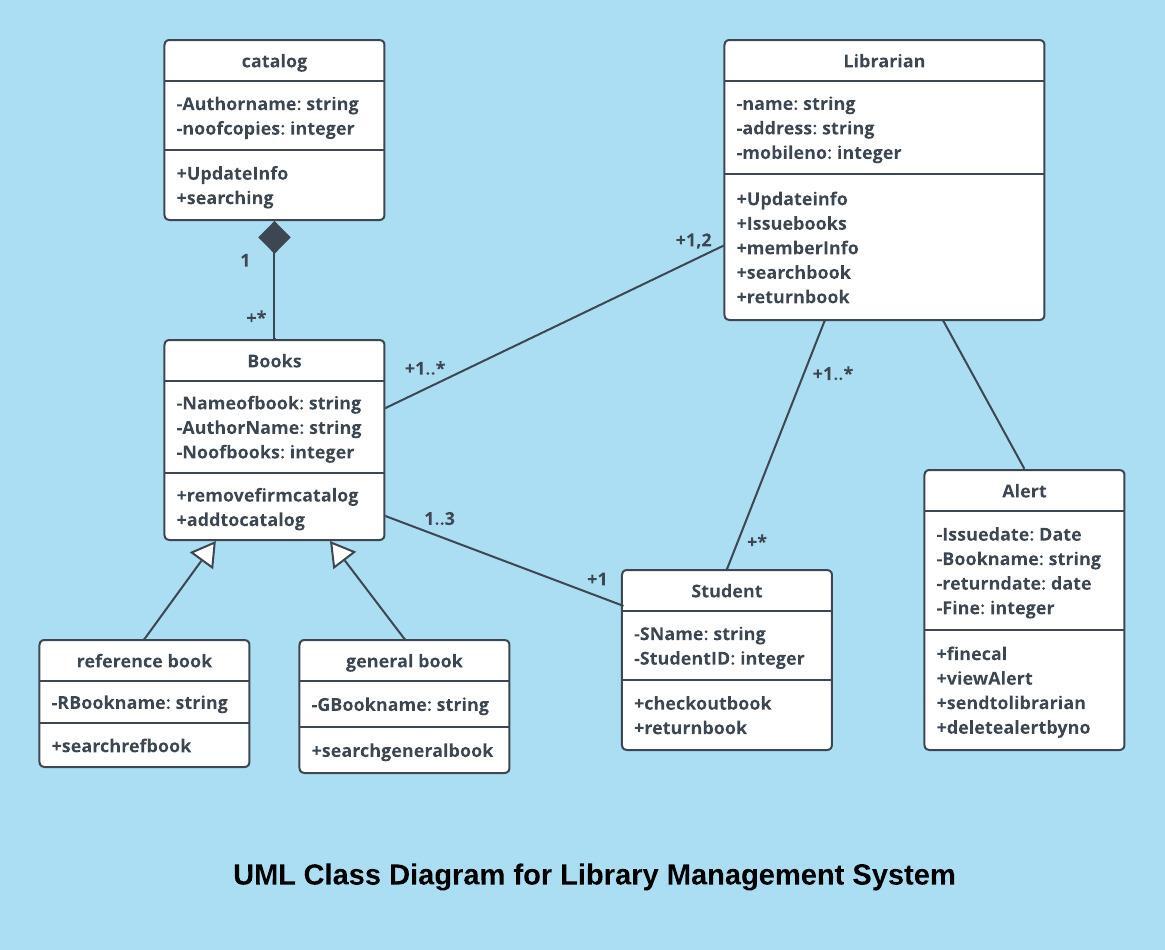 catalog
-Authorname: string
-noofcopies: integer
+UpdateInfo
+searching
Librarian
-name: string
-address: string
-mobileno: integer
+Updateinfo
+Issuebooks
+memberInfo
+searchbook
+returnbook
1
+*
+1,2
+1..*
Books
-Nameofbook: string
-AuthorName: string
-Noofbooks: integer
+removefirmcatalog
+addtocatalog
+1..*
+*
1..3
+1
Alert
-Issuedate: Date
-Bookname: string
-returndate: date
-Fine: integer
+finecal
+viewAlert
+sendtolibrarian
+deletealertbyno
Student
-SName: string
-StudentID: integer
+checkoutbook
+returnbook
reference book
-RBookname: string
+searchrefbook
general book
-GBookname: string
+searchgeneralbook
UML Class Diagram for Library Management System